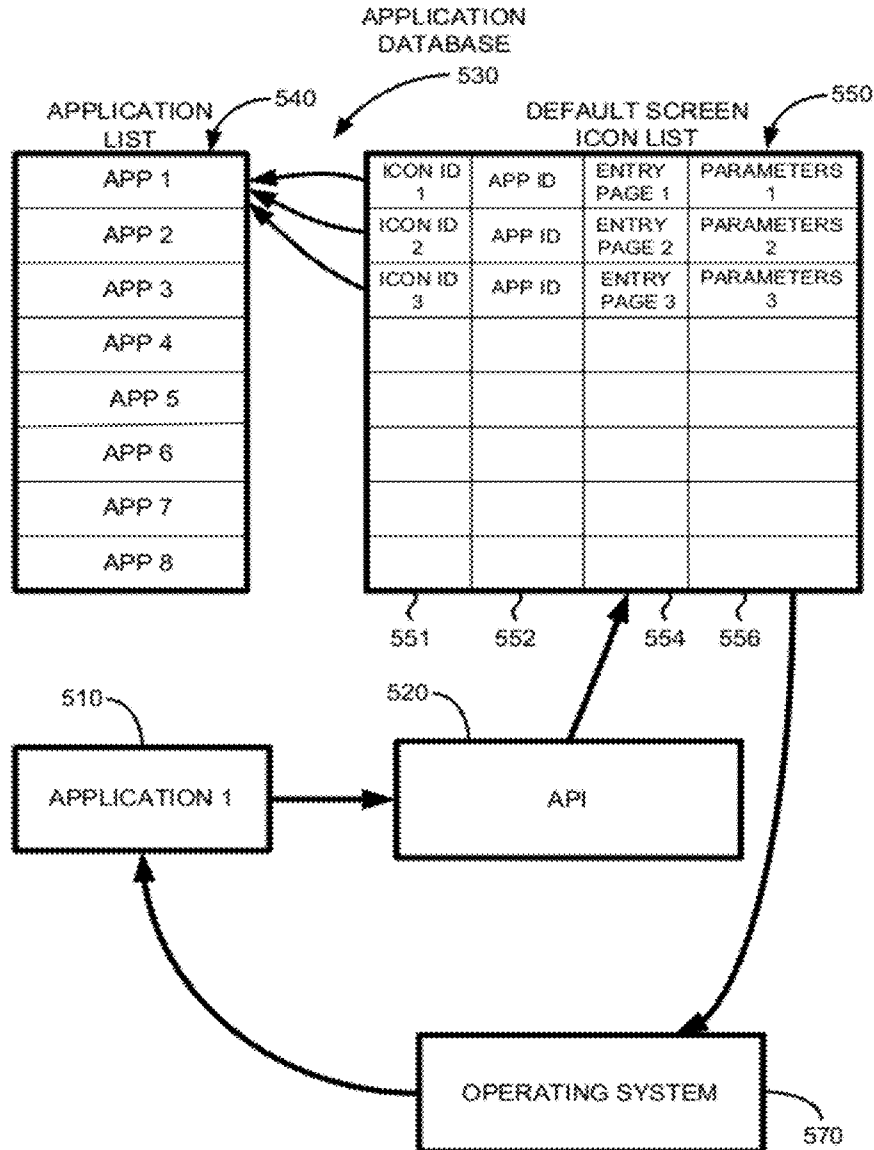 APPLICATION
DATABASE
530
APPLICATION
LIST
540
DEFAULT SCREEN
ICON LIST
550
APP 1
APP 2
APP 3
APP 4
APP 5
APP 6
APP 7
APP 8
ICON ID
1
APP ID
ENTRY
PAGE 1
PARAMETERS
1
ICON ID
2
APP ID
ENTRY
PAGE 2
PARAMETERS
2
ICON ID
3
APP ID
ENTRY
PAGE 3
PARAMETERS
3
551
552
554
556
510
APPLICATION 1
520
API
OPERATING SYSTEM
570